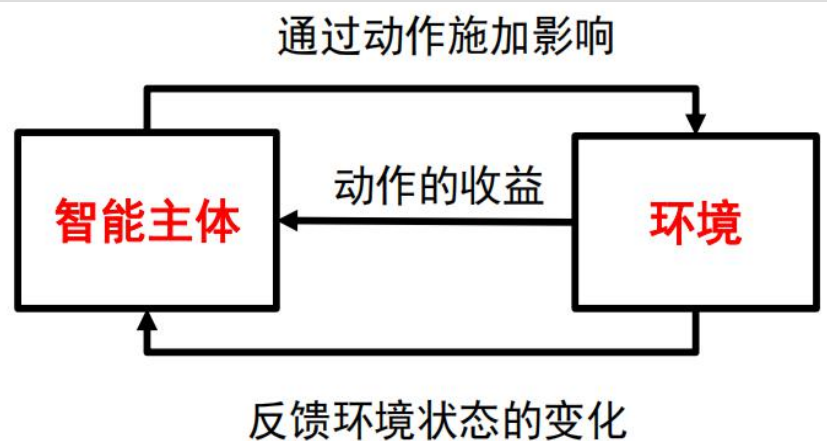 通过动作施加影响
动作的收益
智能主体
环境
反馈环境状态的变化